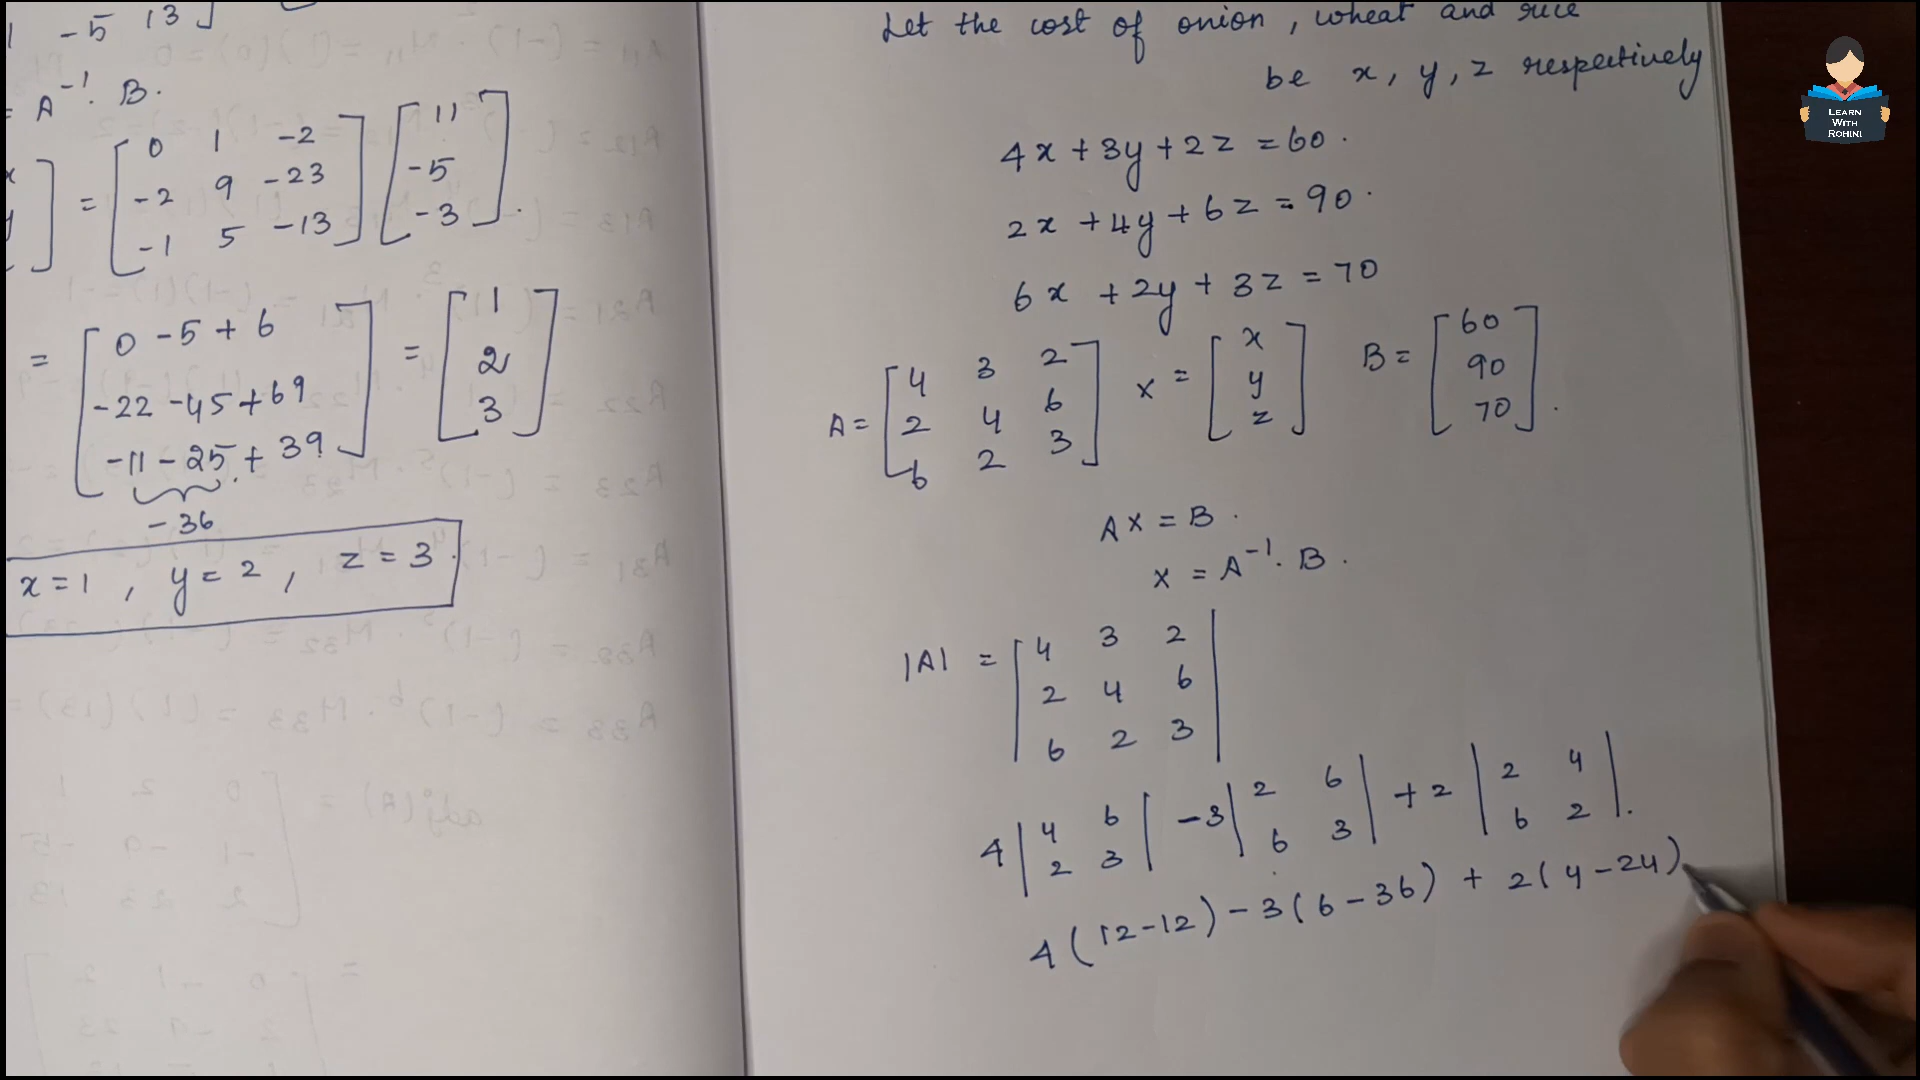 1 -5 13]
= A⁻¹. B.
x
y
] = [0 1 -2
-2 9 -23
-1 5 -13] [11
-5
-3].
= [0 -5 + 6
-22 -45 + 69
-11 - 25 + 39] = [1
2
3]
-36
x = 1 , y = 2 , z = 3.
Let the cost of onion , wheat and rice
be x, y, z respectively
4x + 3y + 2z = 60.
2x + 4y + 6z = 90.
6x + 2y + 3z = 70
A = [4 3 2
2 4 6
6 2 3] x = [x
y
z] B = [60
90
70].
Ax = B.
x = A⁻¹. B.
|A| = |4 3 2
2 4 6
6 2 3|
4 |4 6
2 3| -3 |2 6
6 3| + 2 |2 4
6 2|.
4 (12-12) - 3 (6 - 36) + 2 (4 - 24)
LEARN
WITH
ROHINI